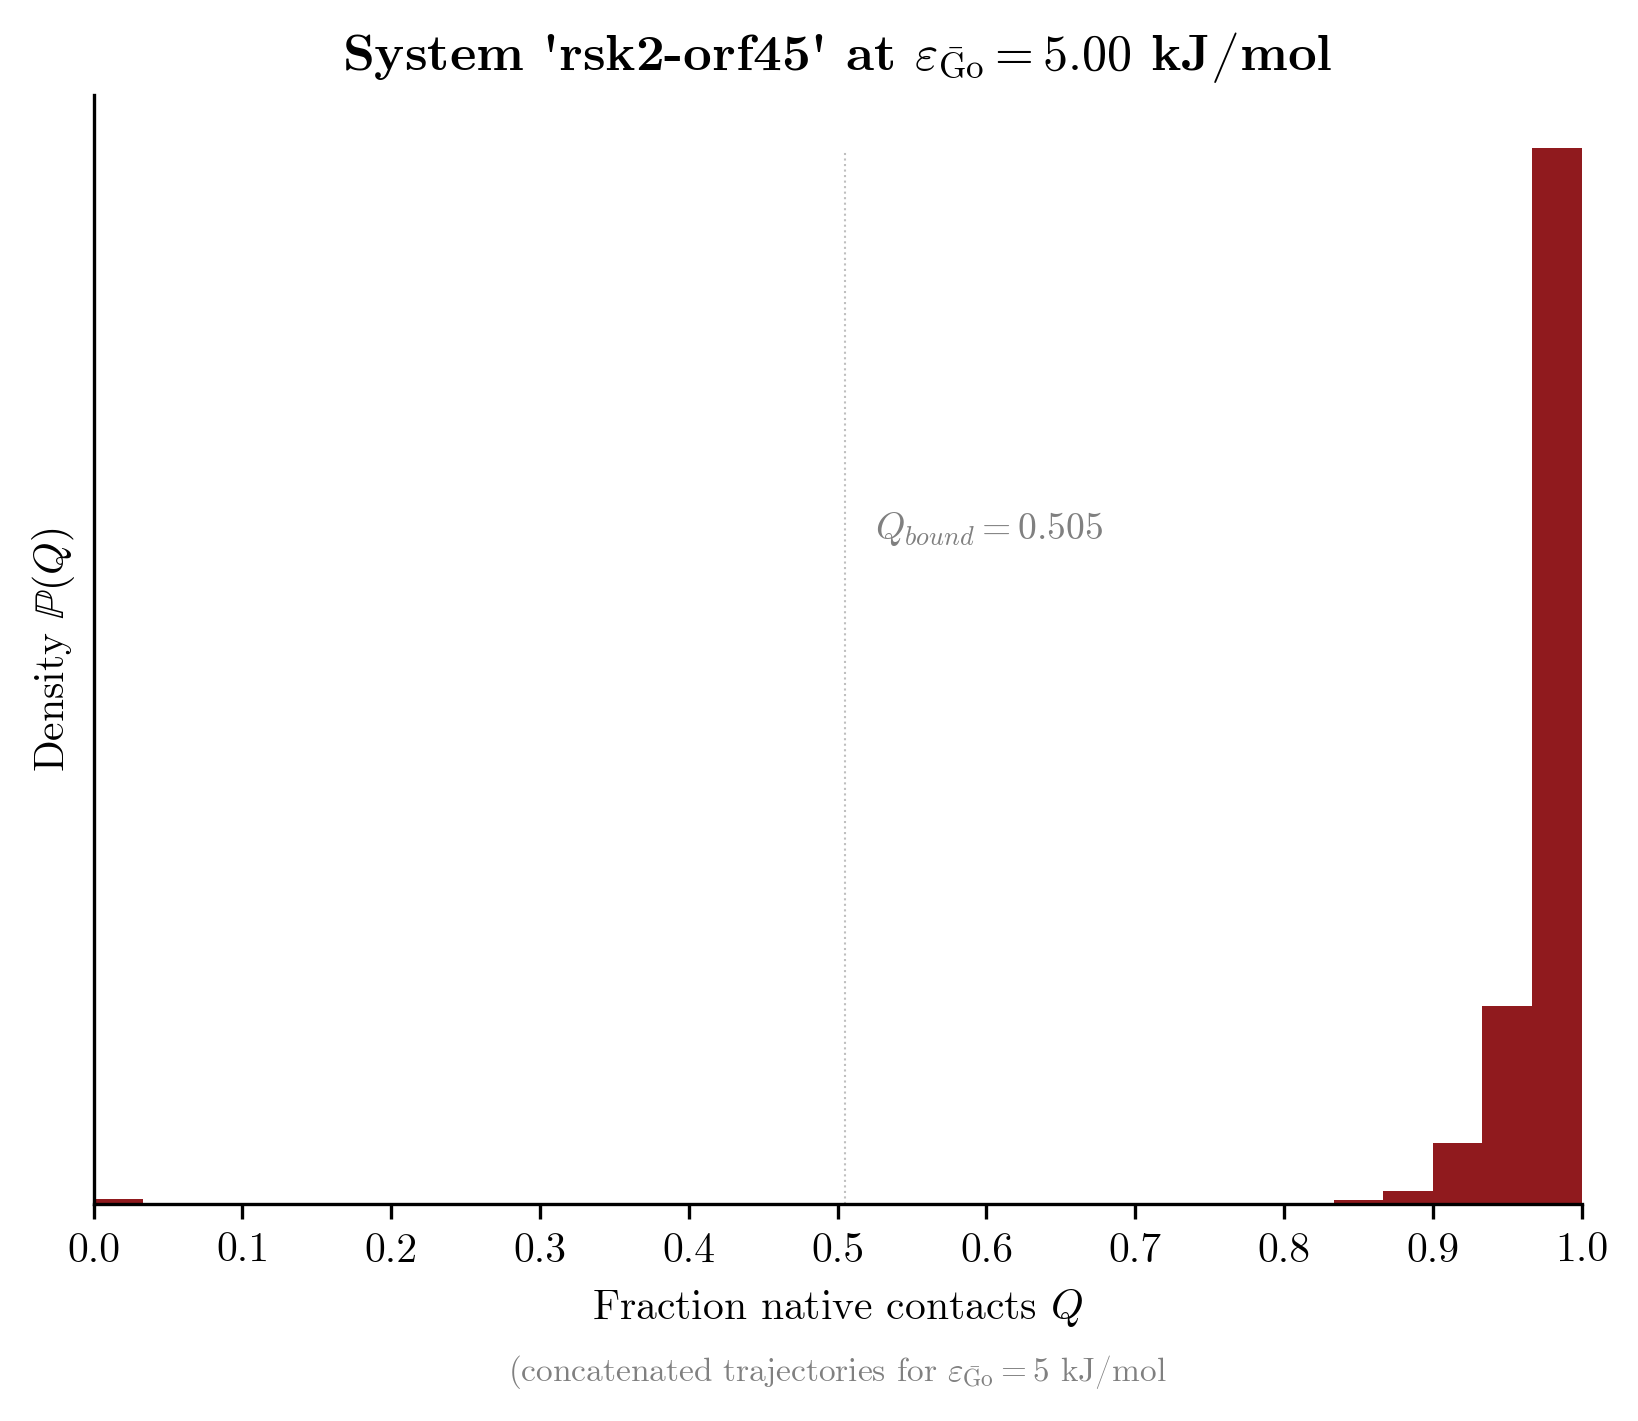 System 'rsk2-orf45' at ε_Ḡo = 5.00 kJ/mol
Q_bound = 0.505
Density ℙ(Q)
0.0 0.1 0.2 0.3 0.4 0.5 0.6 0.7 0.8 0.9 1.0
Fraction native contacts Q
(concatenated trajectories for ε_Ḡo = 5 kJ/mol